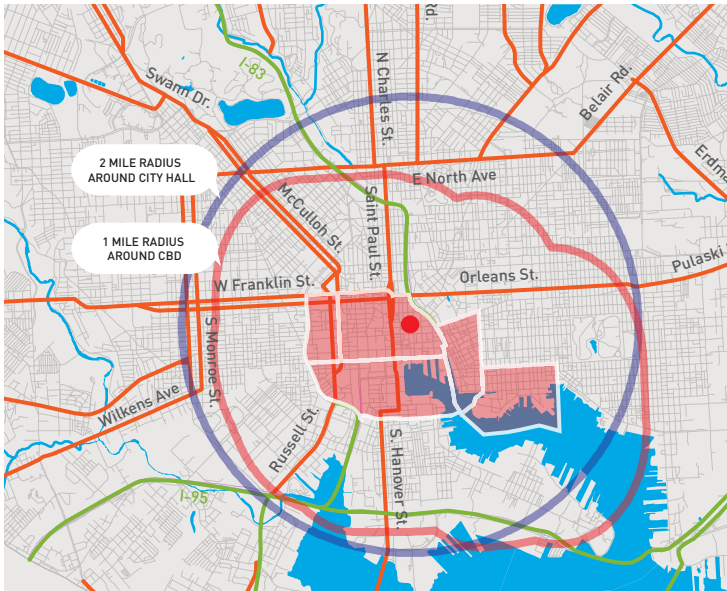 Rd.
I-83
N Charles St.
Swann Dr.
Belair Rd.
2 MILE RADIUS
AROUND CITY HALL
E North Ave
McCulloh St.
Saint Paul St.
1 MILE RADIUS
AROUND CBD
Orleans St.
Pulaski
W Franklin St.
S Monroe St.
Wilkens Ave
Russell St.
S. Hanover St.
I-95